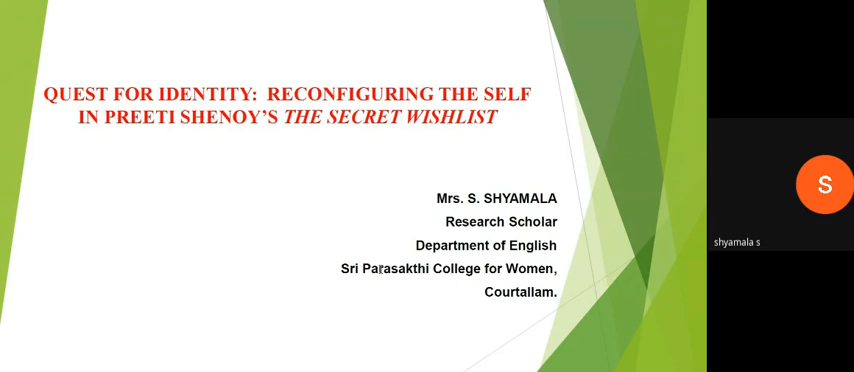 QUEST FOR IDENTITY: RECONFIGURING THE SELF
IN PREETI SHENOY'S THE SECRET WISHLIST
Mrs. S. SHYAMALA
Research Scholar
Department of English
Sri Parasakthi College for Women,
Courtallam.
S
shyamala s